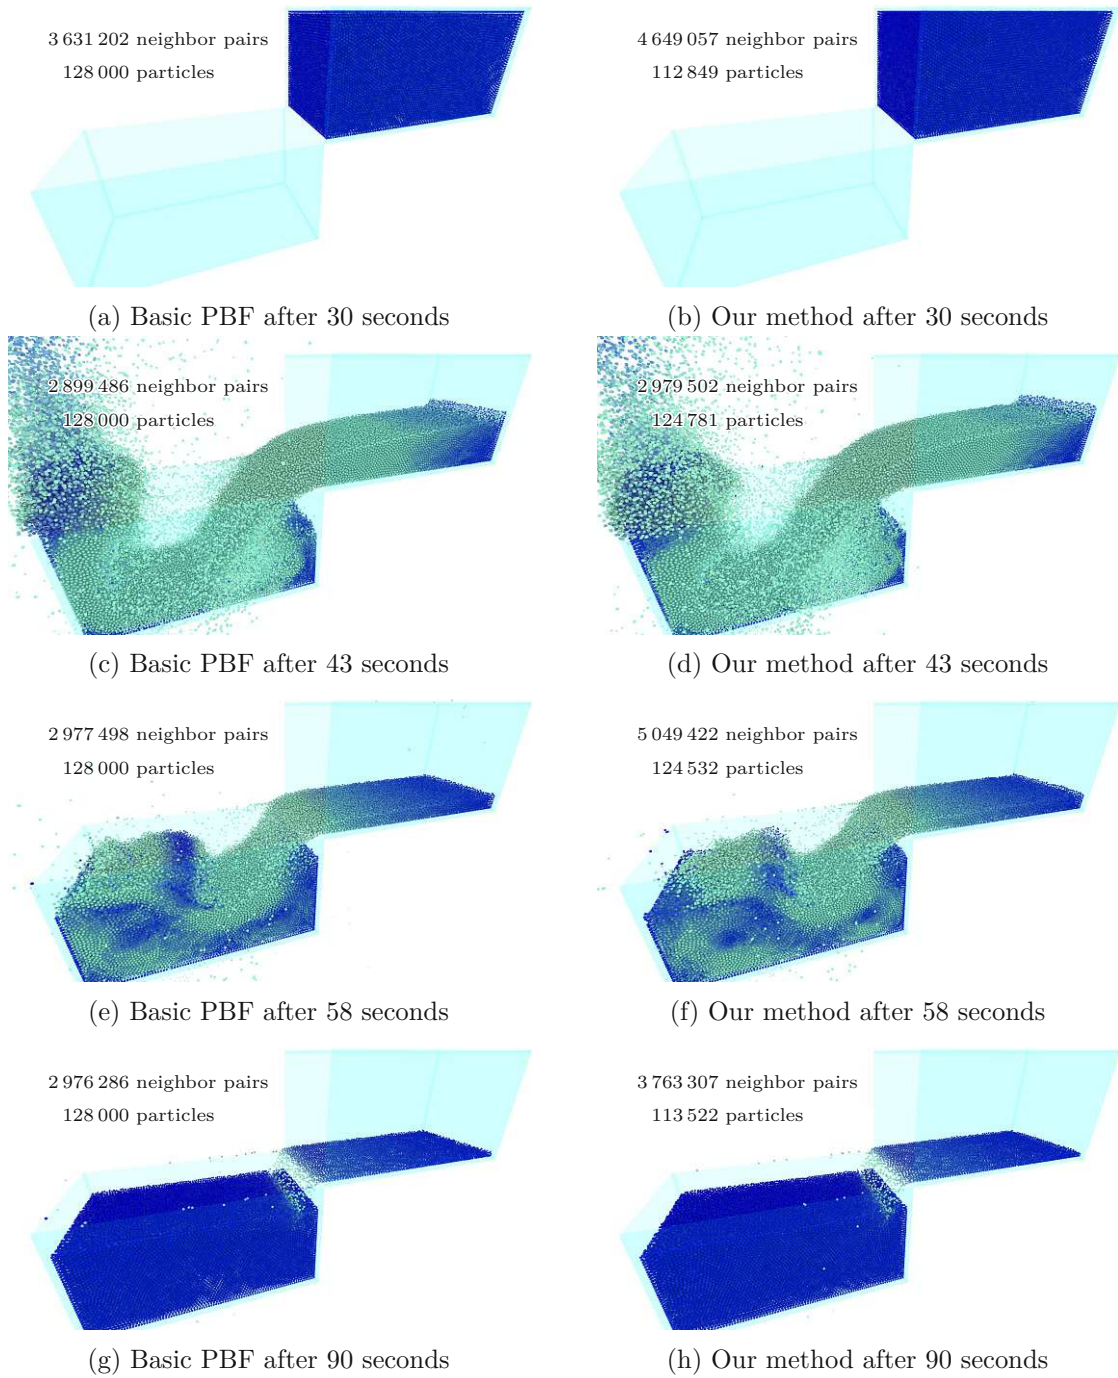 3 631 202 neighbor pairs
128 000 particles
4 649 057 neighbor pairs
112 849 particles
(a) Basic PBF after 30 seconds
(b) Our method after 30 seconds
2 899 486 neighbor pairs
128 000 particles
2 979 502 neighbor pairs
124 781 particles
(c) Basic PBF after 43 seconds
(d) Our method after 43 seconds
2 977 498 neighbor pairs
128 000 particles
5 049 422 neighbor pairs
124 532 particles
(e) Basic PBF after 58 seconds
(f) Our method after 58 seconds
2 976 286 neighbor pairs
128 000 particles
3 763 307 neighbor pairs
113 522 particles
(g) Basic PBF after 90 seconds
(h) Our method after 90 seconds